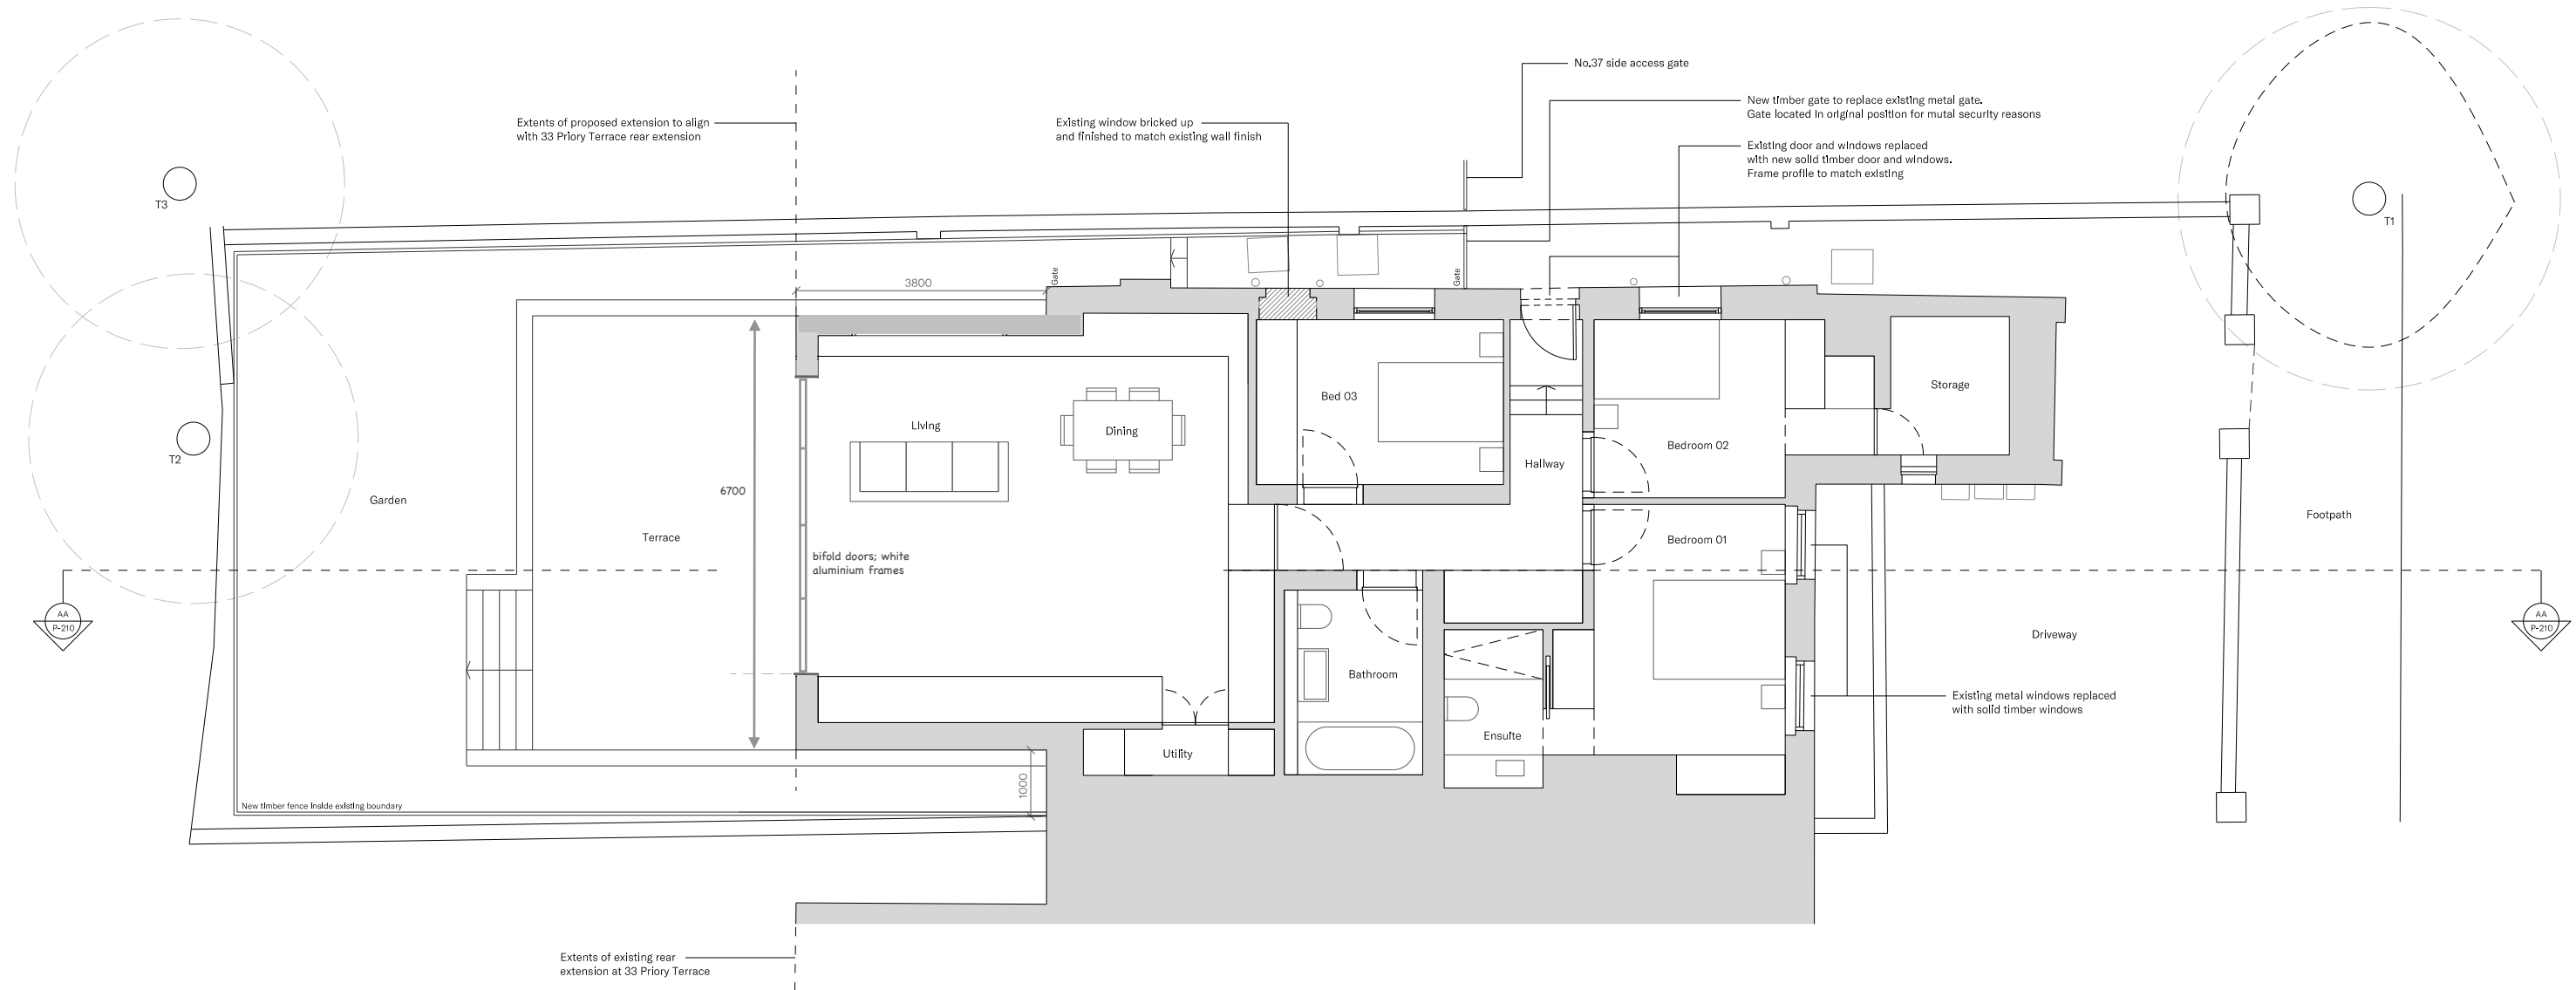 No.37 side access gate
New timber gate to replace existing metal gate.
Gate located in original position for mutal security reasons
Extents of proposed extension to align
with 33 Priory Terrace rear extension
Existing window bricked up
and finished to match existing wall finish
Existing door and windows replaced
with new solid timber door and windows.
Frame profile to match existing
T3
T1
Gate
Gate
3800
Storage
Bed 03
Living
Dining
Bedroom 02
T2
Hallway
6700
Garden
Footpath
Terrace
Bedroom 01
bifold doors; white
aluminium frames
AA
P-210
AA
P-210
Driveway
Bathroom
Existing metal windows replaced
with solid timber windows
Ensuite
Utility
1000
New timber fence inside existing boundary
Extents of existing rear
extension at 33 Priory Terrace